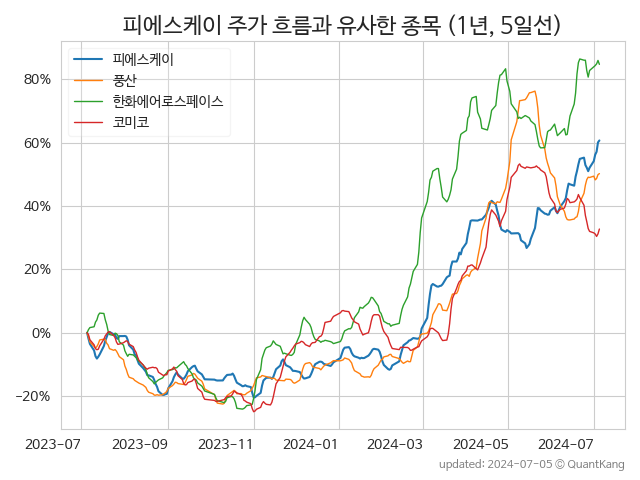 피에스케이 주가 흐름과 유사한 종목 (1년, 5일선)
피에스케이
풍산
한화에어로스페이스
코미코
80%
60%
40%
20%
0%
−20%
2023-07 2023-09 2023-11 2024-01 2024-03 2024-05 2024-07
updated: 2024-07-05 © QuantKang